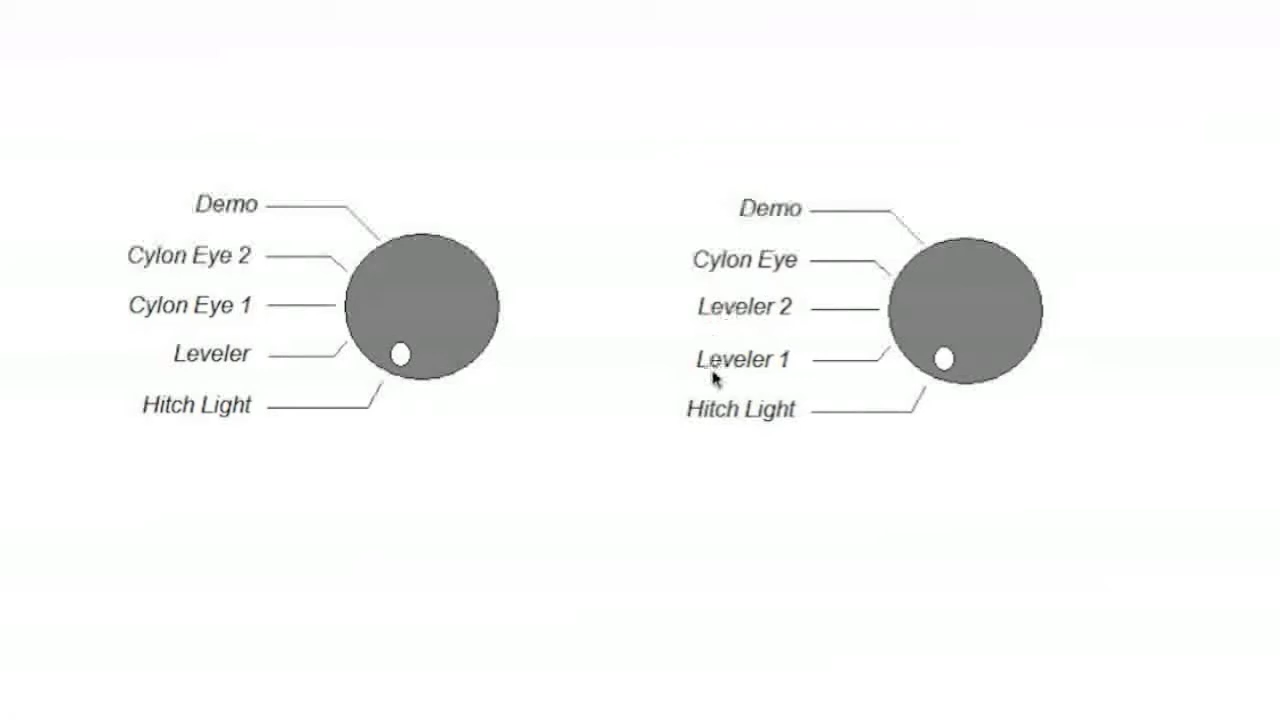 Demo
Cylon Eye 2
Cylon Eye 1
Leveler
Hitch Light
Demo
Cylon Eye
Leveler 2
Leveler 1
Hitch Light